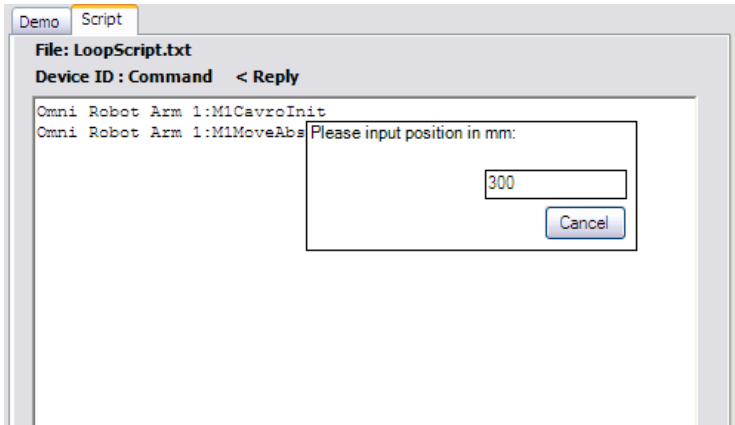 Demo Script
File: LoopScript.txt
Device ID : Command < Reply
Omni Robot Arm 1:M1CavroInit
Omni Robot Arm 1:M1MoveAbs
Please input position in mm:
300
Cancel